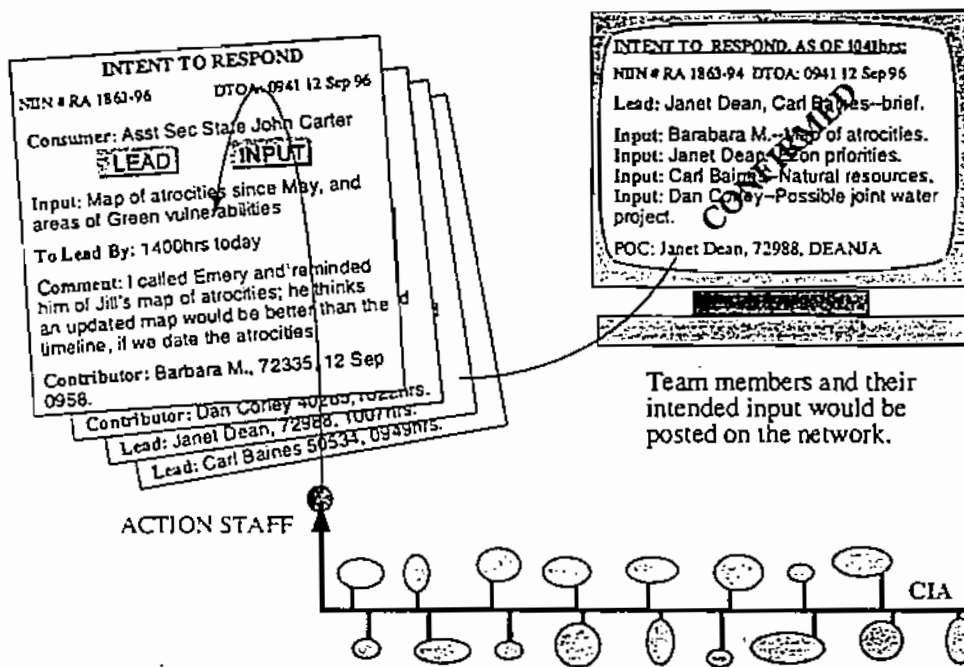 INTENT TO RESPOND
NIIN # RA 1863-96 DTOA: 0941 12 Sep 96
Consumer: Asst Sec State John Carter
LEAD INPUT
Input: Map of atrocities since May, and
areas of Green vulnerabilities
To Lead By: 1400hrs today
Comment: I called Emery and reminded
him of Jill's map of atrocities; he thinks
an updated map would be better than the
timeline, if we date the atrocities
Contributor: Barbara M., 72335, 12 Sep
0958.
Contributor: Dan Corley 40285, 1022hrs.
Lead: Janet Dean, 72988, 1007hrs.
Lead: Carl Baines 50534, 0949hrs.
INTENT TO RESPOND, AS OF 1041hrs:
NIIN # RA 1863-94 DTOA: 0941 12 Sep 96
Lead: Janet Dean, Carl Baines--brief.
Input: Barabara M.--Map of atrocities.
Input: Janet Dean-- on priorities.
Input: Carl Baines--Natural resources.
Input: Dan Corley--Possible joint water
project.
POC: Janet Dean, 72988, DEANJA
CONFIRMED
Team members and their
intended input would be
posted on the network.
ACTION STAFF
CIA